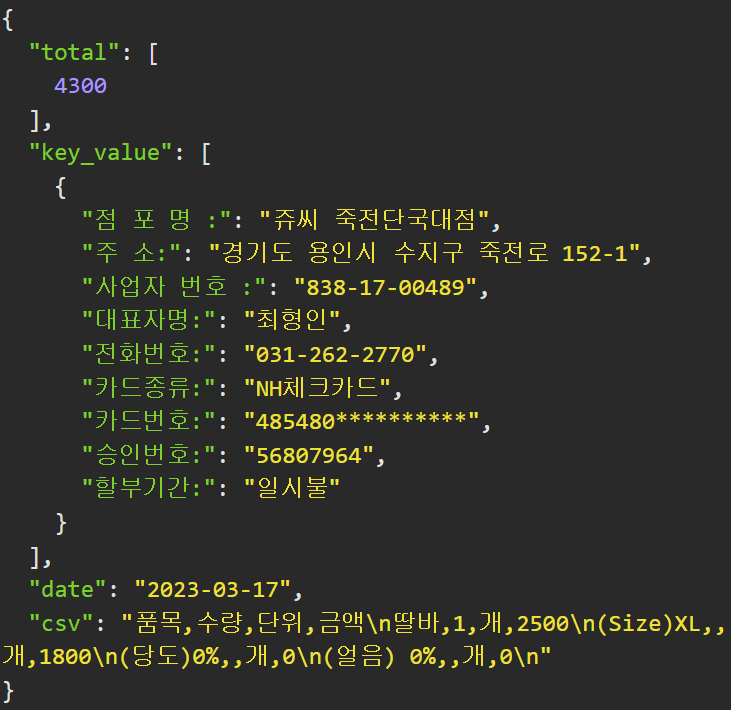 {
  "total": [
    4300
  ],
  "key_value": [
    {
      "점 포 명 :": "쥬씨 죽전단국대점",
      "주 소:": "경기도 용인시 수지구 죽전로 152-1",
      "사업자 번호 :": "838-17-00489",
      "대표자명:": "최형인",
      "전화번호:": "031-262-2770",
      "카드종류:": "NH체크카드",
      "카드번호:": "485480**********",
      "승인번호:": "56807964",
      "할부기간:": "일시불"
    }
  ],
  "date": "2023-03-17",
  "csv": "품목,수량,단위,금액\n딸바,1,개,2500\n(Size)XL,,
개,1800\n(당도)0%,,개,0\n(얼음) 0%,,개,0\n"
}